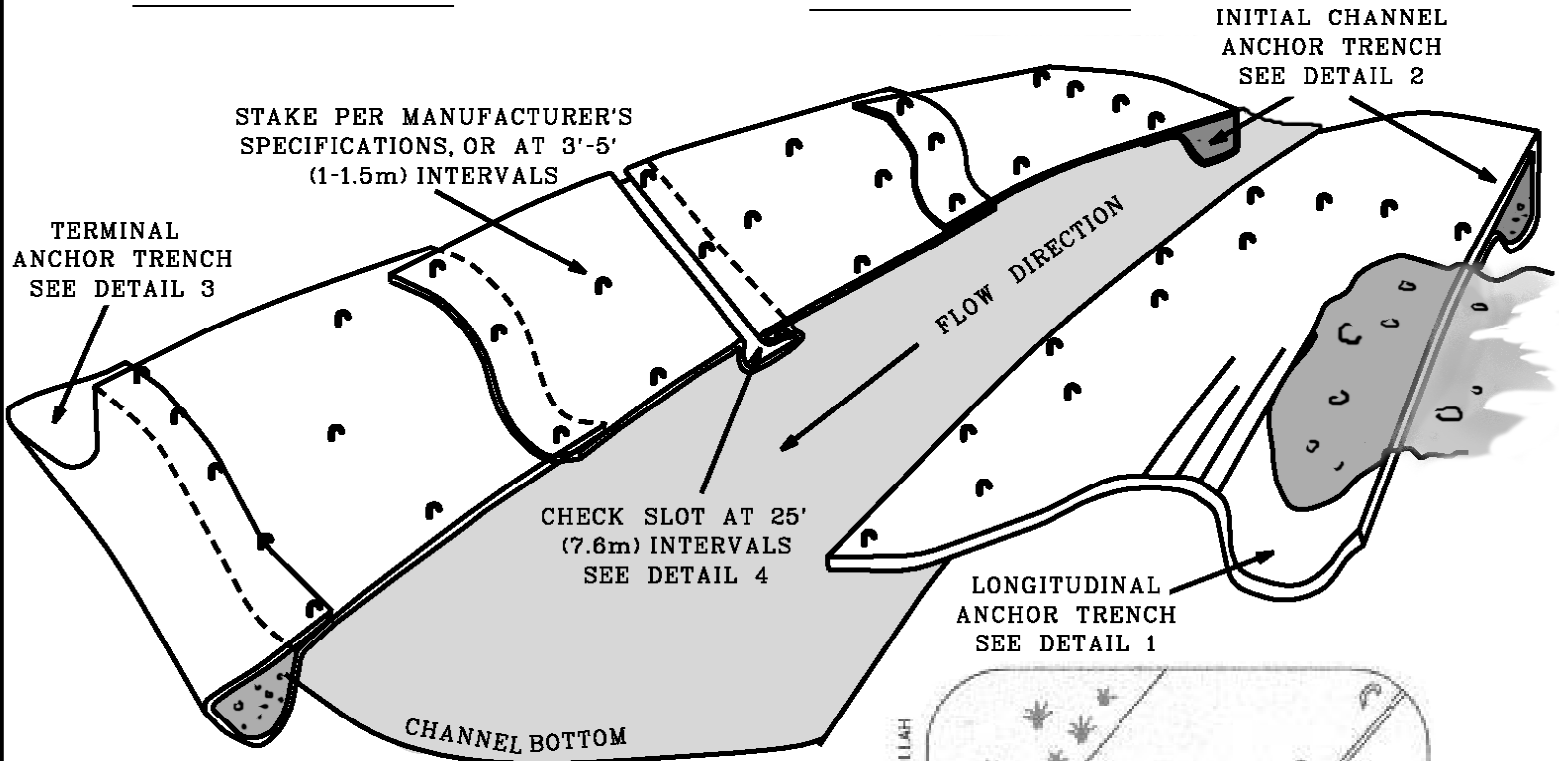 INITIAL CHANNEL
ANCHOR TRENCH
SEE DETAIL 2
STAKE PER MANUFACTURER'S
SPECIFICATIONS, OR AT 3'-5'
(1-1.5m) INTERVALS
TERMINAL
ANCHOR TRENCH
SEE DETAIL 3
FLOW DIRECTION
CHECK SLOT AT 25'
(7.6m) INTERVALS
SEE DETAIL 4
LONGITUDINAL
ANCHOR TRENCH
SEE DETAIL 1
CHANNEL BOTTOM